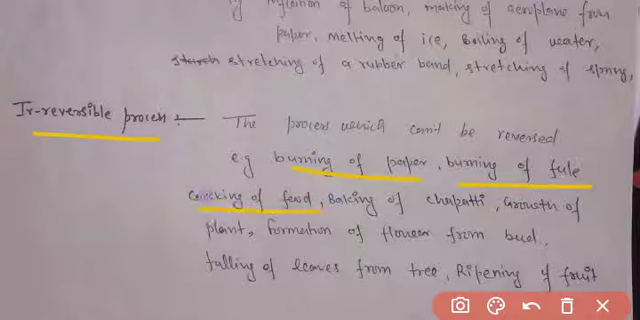 eg inflation of baloon, making of aeroplane from
paper, melting of ice, Boiling of water,
stretching of a rubber band, stretching of spring,
Ir-reversible process :- The process which can't be reversed
e.g burning of paper, burning of fule
Coocking of food, Baking of chapatti, Growth of
plant, formation of flower from bud,
falling of leaves from tree, Ripening of fruit